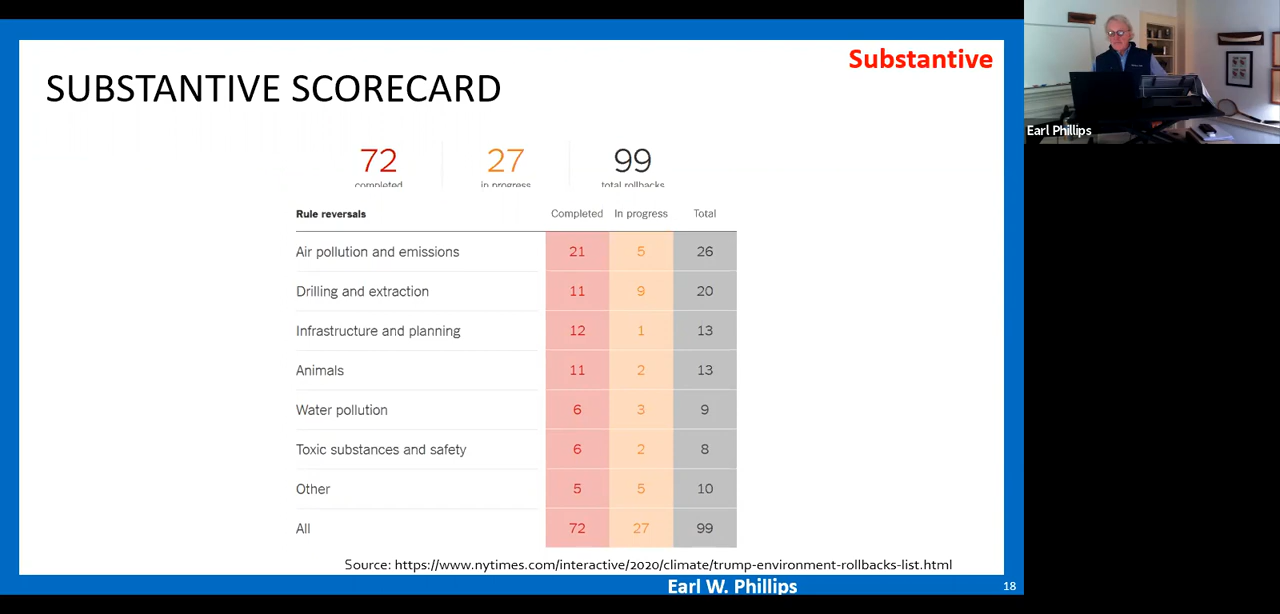 Substantive
SUBSTANTIVE SCORECARD
72 27 99
completed in progress total rollbacks
Rule reversals Completed In progress Total
Air pollution and emissions 21 5 26
Drilling and extraction 11 9 20
Infrastructure and planning 12 1 13
Animals 11 2 13
Water pollution 6 3 9
Toxic substances and safety 6 2 8
Other 5 5 10
All 72 27 99
Source: https://www.nytimes.com/interactive/2020/climate/trump-environment-rollbacks-list.html
Earl W. Phillips 18
Earl Phillips